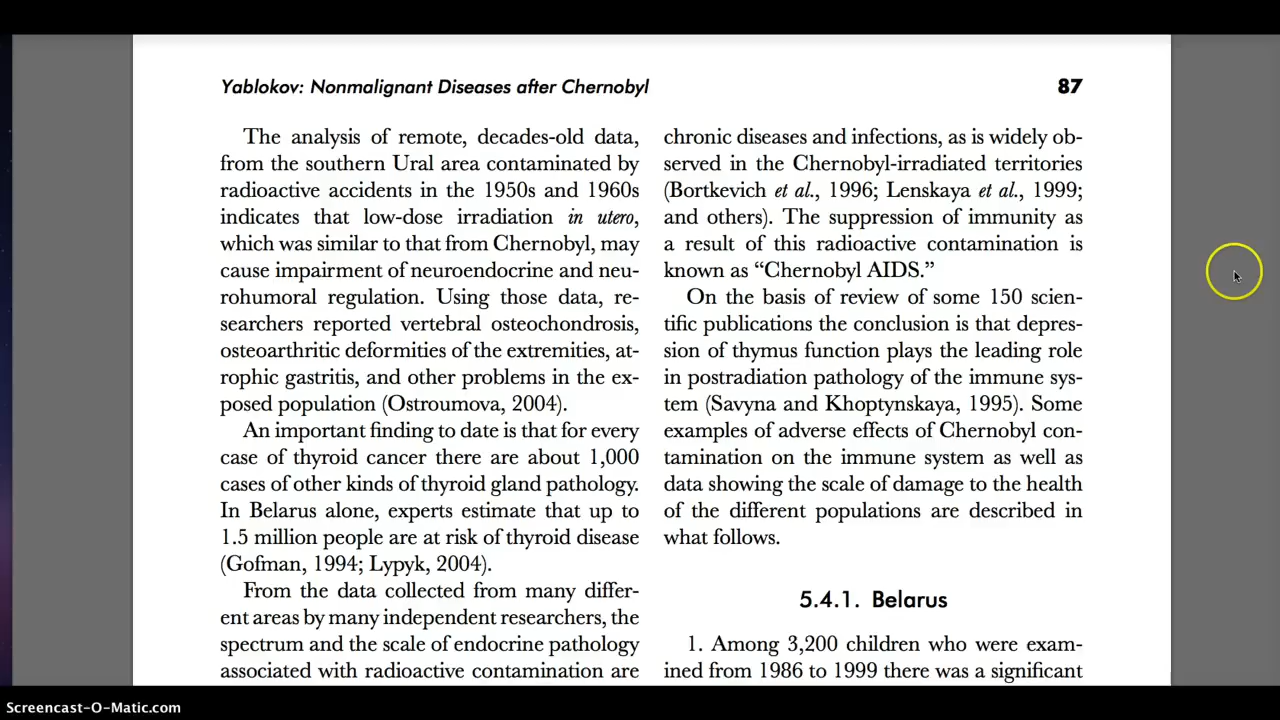 Yablokov: Nonmalignant Diseases after Chernobyl
87
The analysis of remote, decades-old data,
from the southern Ural area contaminated by
radioactive accidents in the 1950s and 1960s
indicates that low-dose irradiation in utero,
which was similar to that from Chernobyl, may
cause impairment of neuroendocrine and neu-
rohumoral regulation. Using those data, re-
searchers reported vertebral osteochondrosis,
osteoarthritic deformities of the extremities, at-
rophic gastritis, and other problems in the ex-
posed population (Ostroumova, 2004).
An important finding to date is that for every
case of thyroid cancer there are about 1,000
cases of other kinds of thyroid gland pathology.
In Belarus alone, experts estimate that up to
1.5 million people are at risk of thyroid disease
(Gofman, 1994; Lypyk, 2004).
From the data collected from many differ-
ent areas by many independent researchers, the
spectrum and the scale of endocrine pathology
associated with radioactive contamination are
chronic diseases and infections, as is widely ob-
served in the Chernobyl-irradiated territories
(Bortkevich et al., 1996; Lenskaya et al., 1999;
and others). The suppression of immunity as
a result of this radioactive contamination is
known as “Chernobyl AIDS.”
On the basis of review of some 150 scien-
tific publications the conclusion is that depres-
sion of thymus function plays the leading role
in postradiation pathology of the immune sys-
tem (Savyna and Khoptynskaya, 1995). Some
examples of adverse effects of Chernobyl con-
tamination on the immune system as well as
data showing the scale of damage to the health
of the different populations are described in
what follows.
5.4.1. Belarus
1. Among 3,200 children who were exam-
ined from 1986 to 1999 there was a significant
Screencast-O-Matic.com